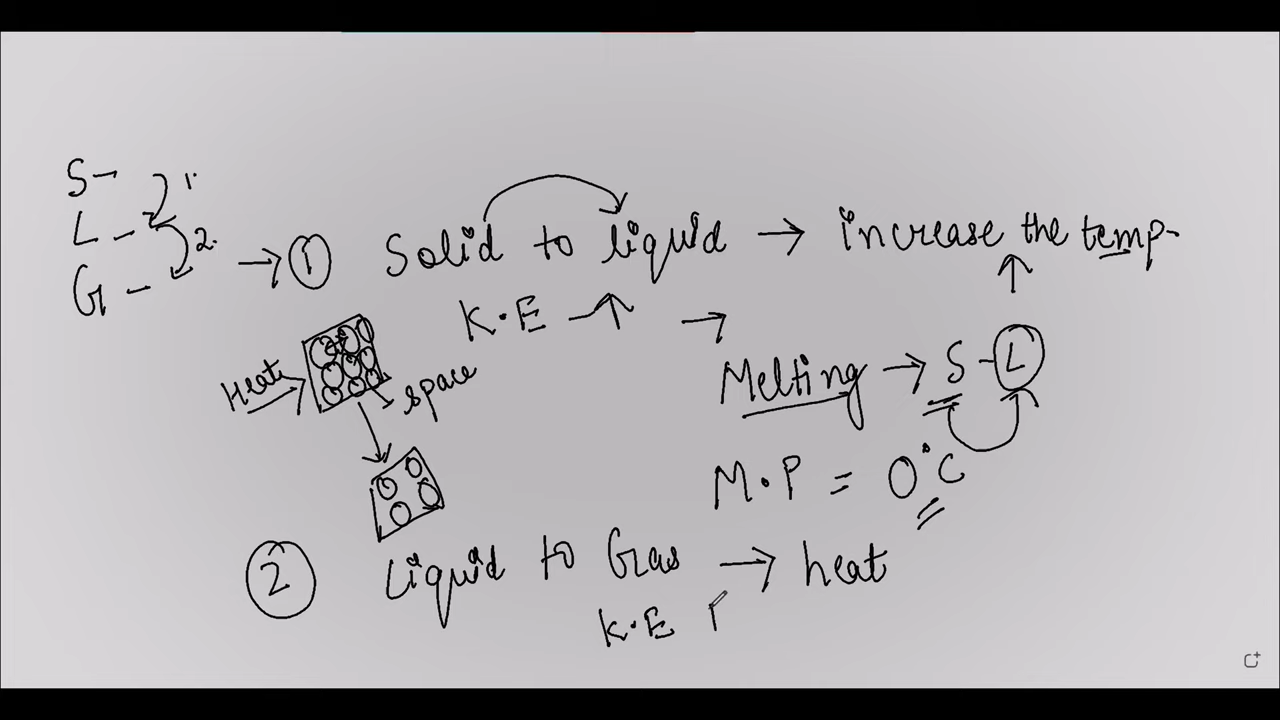 S - 1.
L - 2.
G -
→ ① Solid to liquid → increase the temp-
K.E - ↑ →
Heat
space
Melting → S - L
M.P = 0°C
② Liquid to Gas → heat
K.E